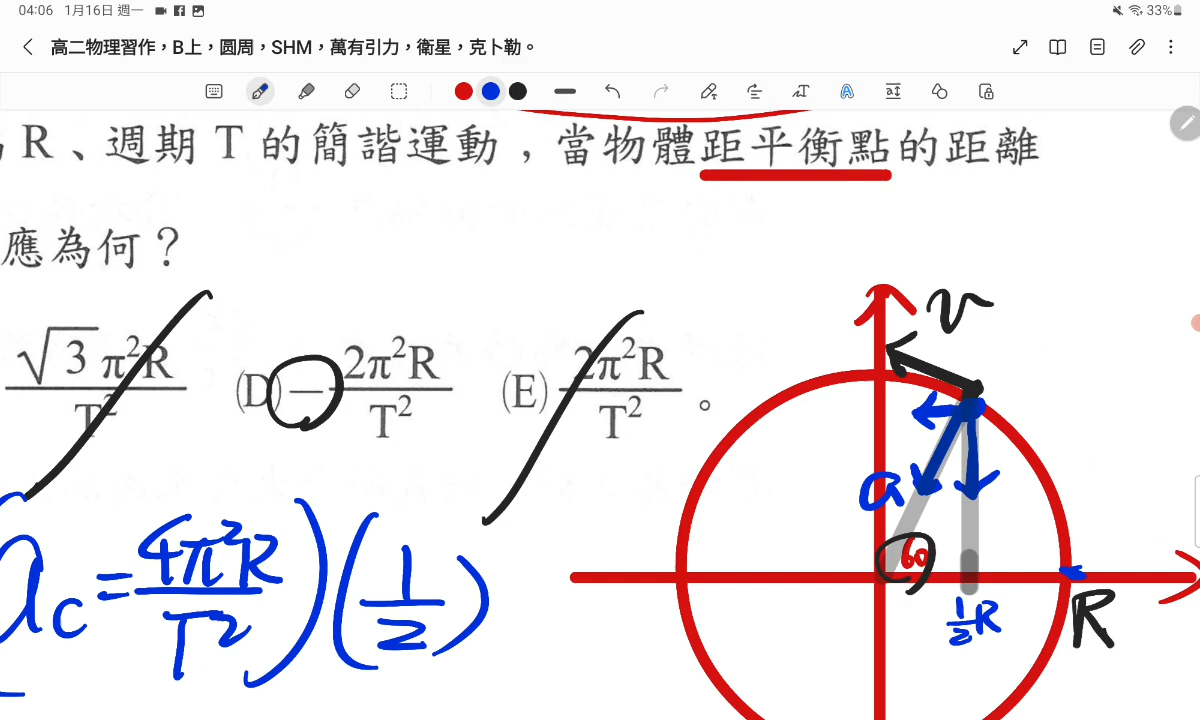 04:06 1月16日 週一 33%
高二物理習作，B上，圓周，SHM，萬有引力，衛星，克卜勒。
R、週期 T 的簡諧運動，當物體距平衡點的距離
應為何？
√3π²R/T² (D) −2π²R/T² (E) 2π²R/T²。
v
a
60
½R R
(a_c = 4π²R/T²)(1/2)